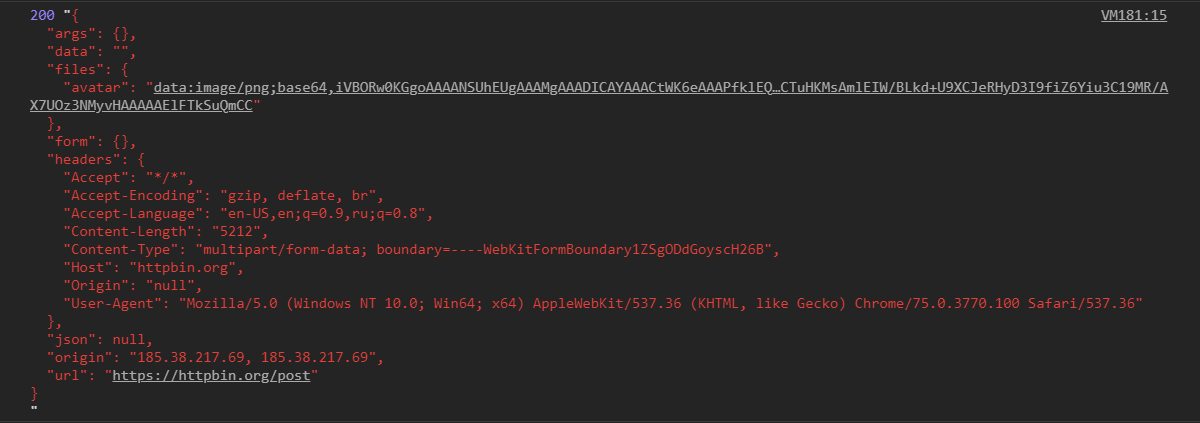 200 "{ VM181:15
"args": {},
"data": "",
"files": {
"avatar": "data:image/png;base64,iVBORw0KGgoAAAANSUhEUgAAAMgAAADICAYAAACtWK6eAAAPfklEQ…CTuHKMsAmlEIW/BLkd+U9XCJeRHyD3I9fiZ6Yiu3C19MR/A
X7UOz3NMyvHAAAAAElFTkSuQmCC"
},
"form": {},
"headers": {
"Accept": "*/*",
"Accept-Encoding": "gzip, deflate, br",
"Accept-Language": "en-US,en;q=0.9,ru;q=0.8",
"Content-Length": "5212",
"Content-Type": "multipart/form-data; boundary=----WebKitFormBoundary1ZSgODdGoyscH26B",
"Host": "httpbin.org",
"Origin": "null",
"User-Agent": "Mozilla/5.0 (Windows NT 10.0; Win64; x64) AppleWebKit/537.36 (KHTML, like Gecko) Chrome/75.0.3770.100 Safari/537.36"
},
"json": null,
"origin": "185.38.217.69, 185.38.217.69",
"url": "https://httpbin.org/post"
}
"